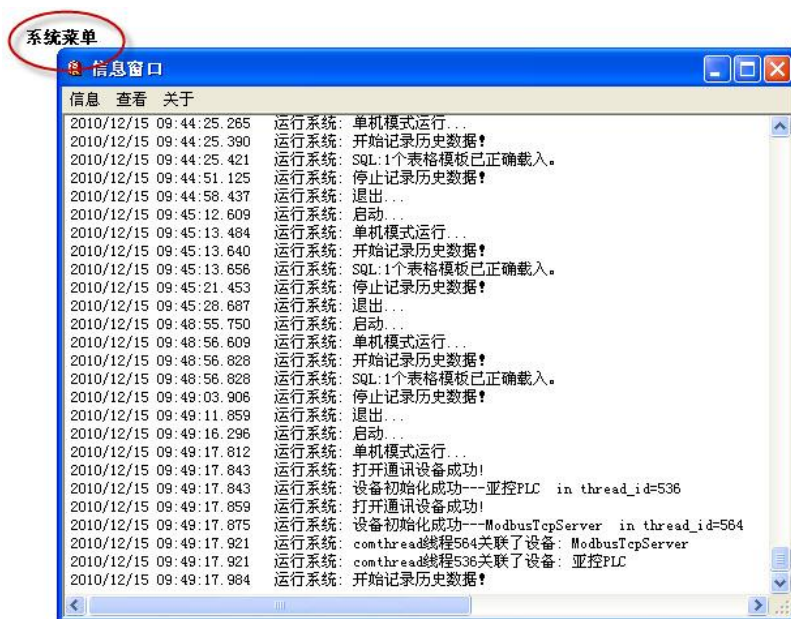 系统菜单
信息窗口
信息 查看 关于
2010/12/15 09:44:25.265 运行系统: 单机模式运行...
2010/12/15 09:44:25.390 运行系统: 开始记录历史数据!
2010/12/15 09:44:25.421 运行系统: SQL:1个表格模板已正确载入。
2010/12/15 09:44:51.125 运行系统: 停止记录历史数据!
2010/12/15 09:44:58.437 运行系统: 退出...
2010/12/15 09:45:12.609 运行系统: 启动...
2010/12/15 09:45:13.484 运行系统: 单机模式运行...
2010/12/15 09:45:13.640 运行系统: 开始记录历史数据!
2010/12/15 09:45:13.656 运行系统: SQL:1个表格模板已正确载入。
2010/12/15 09:45:21.453 运行系统: 停止记录历史数据!
2010/12/15 09:45:28.687 运行系统: 退出...
2010/12/15 09:48:55.750 运行系统: 启动...
2010/12/15 09:48:56.609 运行系统: 单机模式运行...
2010/12/15 09:48:56.828 运行系统: 开始记录历史数据!
2010/12/15 09:48:56.828 运行系统: SQL:1个表格模板已正确载入。
2010/12/15 09:49:03.906 运行系统: 停止记录历史数据!
2010/12/15 09:49:11.859 运行系统: 退出...
2010/12/15 09:49:16.296 运行系统: 启动...
2010/12/15 09:49:17.812 运行系统: 单机模式运行...
2010/12/15 09:49:17.843 运行系统: 打开通讯设备成功!
2010/12/15 09:49:17.843 运行系统: 设备初始化成功---亚控PLC in thread_id=536
2010/12/15 09:49:17.859 运行系统: 打开通讯设备成功!
2010/12/15 09:49:17.875 运行系统: 设备初始化成功---ModbusTcpServer in thread_id=564
2010/12/15 09:49:17.921 运行系统: comthread线程564关联了设备: ModbusTcpServer
2010/12/15 09:49:17.921 运行系统: comthread线程536关联了设备: 亚控PLC
2010/12/15 09:49:17.984 运行系统: 开始记录历史数据!